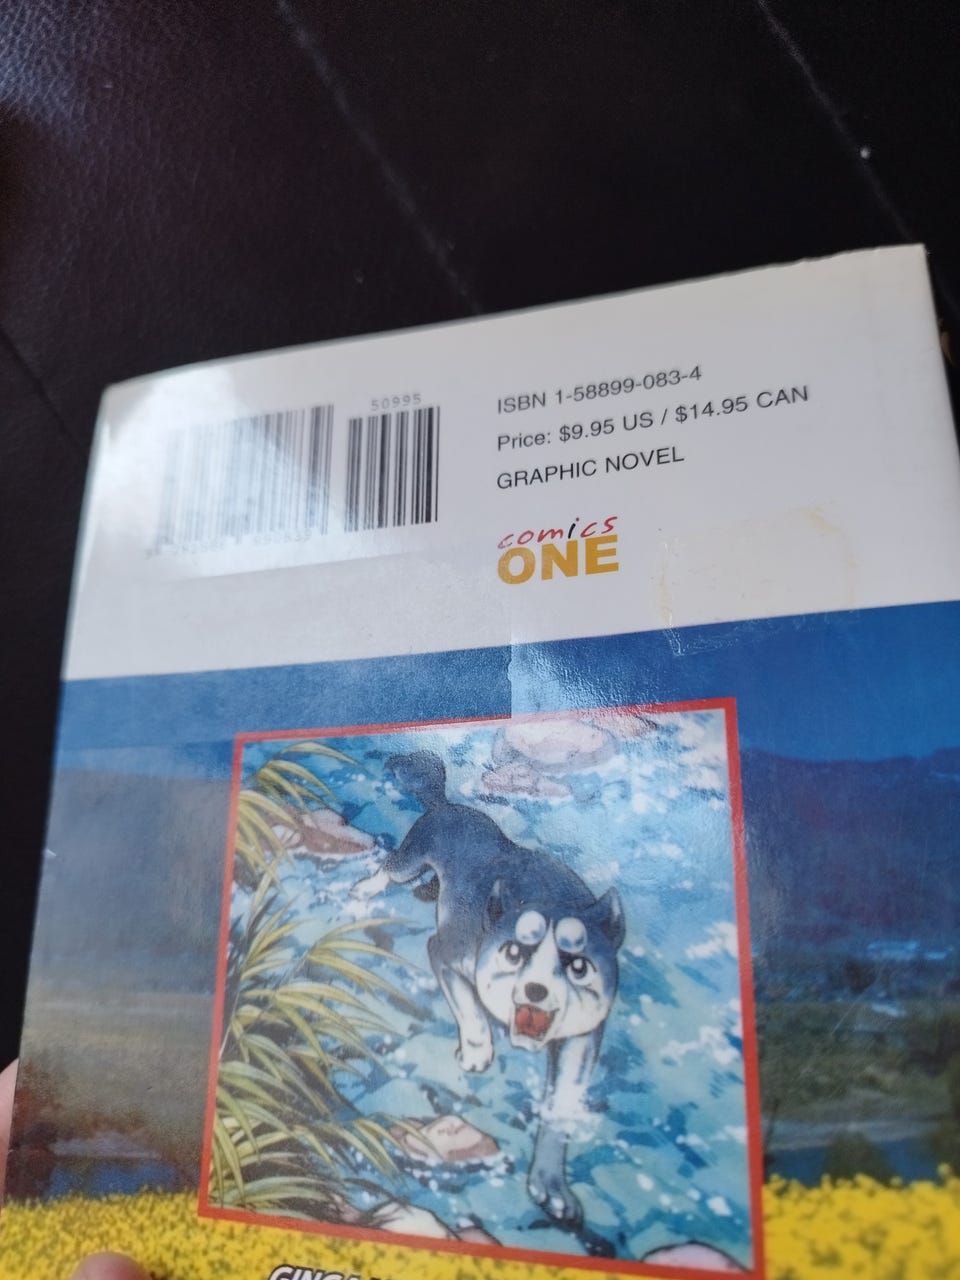 50995
ISBN 1-58899-083-4
Price: $9.95 US / $14.95 CAN
GRAPHIC NOVEL
comics
ONE